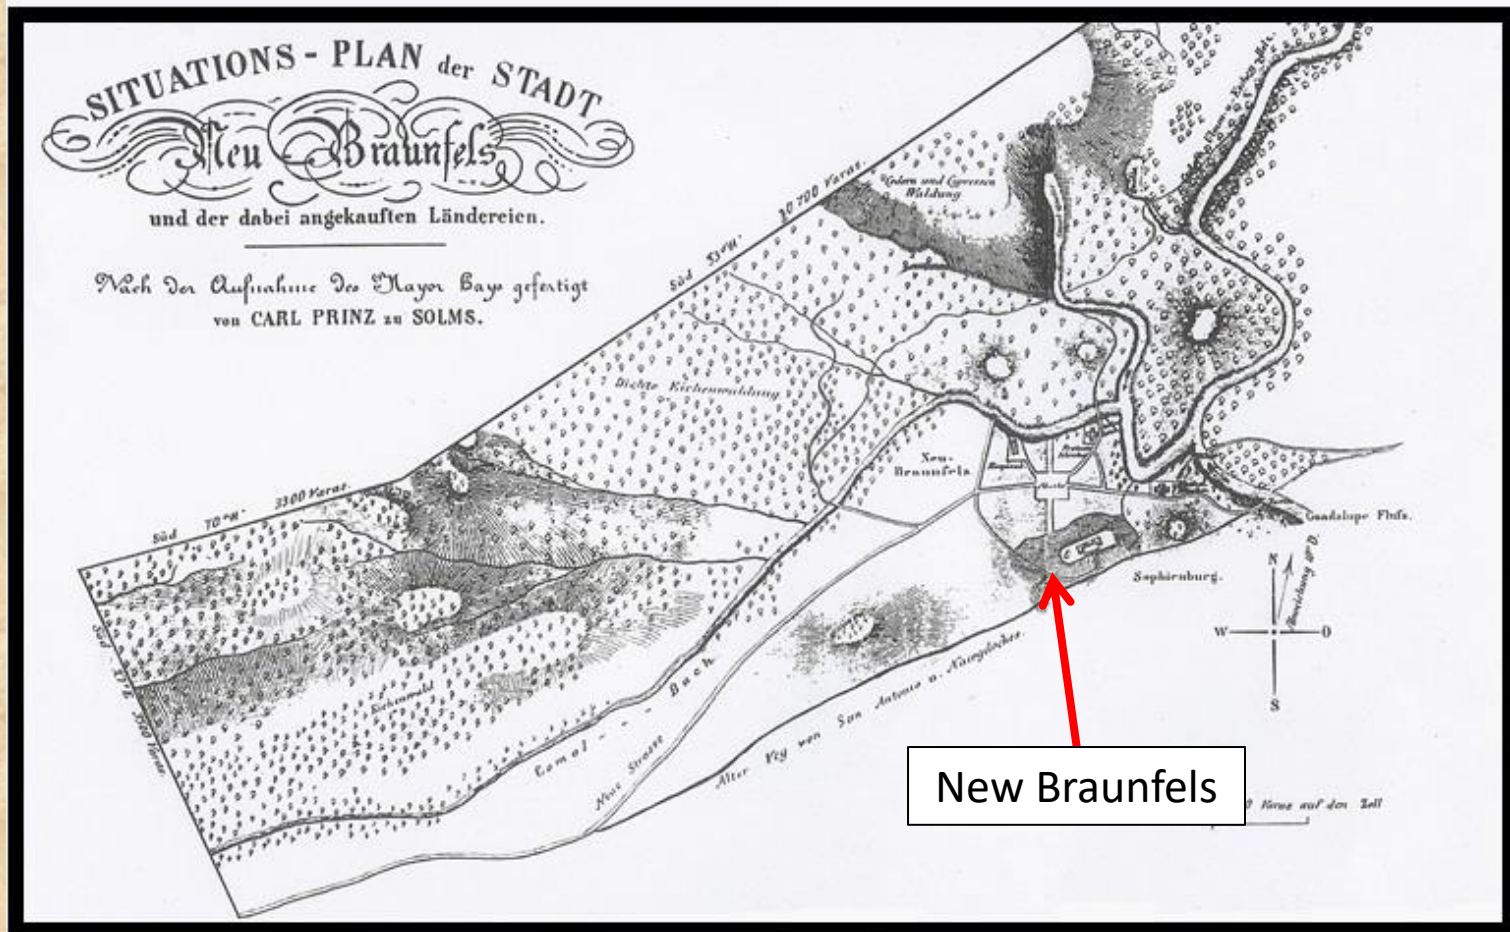 SITUATIONS - PLAN der STADT
Neu Braunfels
und der dabei angekauften Ländereien.
Nach der Aufnahme des Mayor Bays gefertigt
von CARL PRINZ zu SOLMS.
Varas.
Süd
Cedern und Cypressen
Waldung
Dichte Eichenwaldung
Neu-
Braunfels
Markt
Guadalupe Fluſs.
Sophienburg.
N
W
O
S
Süd 70° 3300 Varas.
Süd
Varas.
Eichenwald
Comal - - Bach
Neue Strasse
Alter Weg von San Antonio n. Nacogdoches.
New Braunfels
auf den Zoll